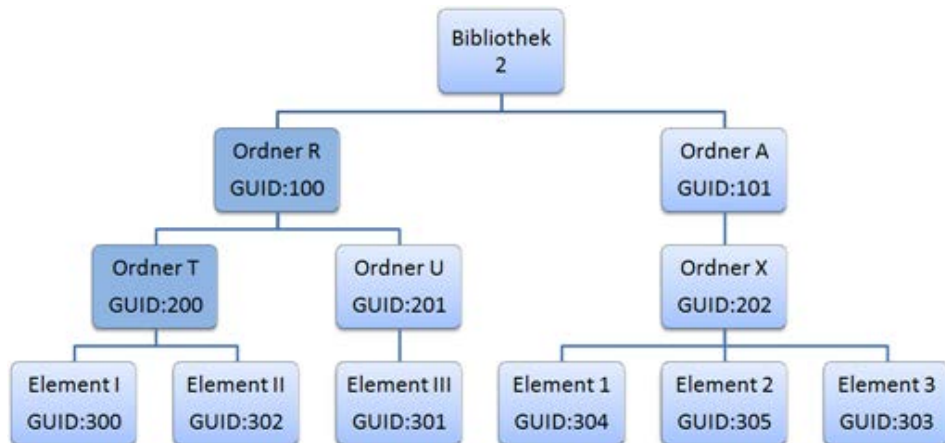 Bibliothek
2
Ordner R
GUID:100
Ordner A
GUID:101
Ordner T
GUID:200
Ordner U
GUID:201
Ordner X
GUID:202
Element I
GUID:300
Element II
GUID:302
Element III
GUID:301
Element 1
GUID:304
Element 2
GUID:305
Element 3
GUID:303